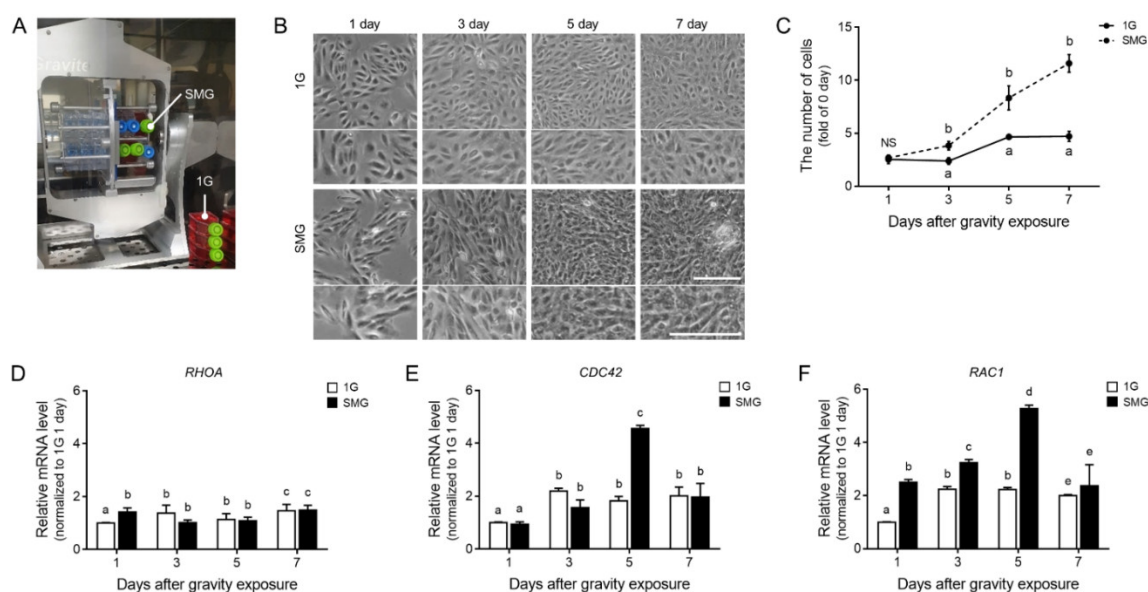 A
Gravite
SMG
1G
B
1 day
3 day
5 day
7 day
1G
SMG
C
1G
SMG
The number of cells
(fold of 0 day)
15
10
5
0
NS
b
b
b
a
a
a
1
3
5
7
Days after gravity exposure
D
RHOA
1G
SMG
Relative mRNA level
(normalized to 1G 1 day)
6
4
2
0
a
b
b
b
b
b
c
c
1
3
5
7
Days after gravity exposure
E
CDC42
1G
SMG
Relative mRNA level
(normalized to 1G 1 day)
6
4
2
0
a
a
b
b
b
c
b
b
1
3
5
7
Days after gravity exposure
F
RAC1
1G
SMG
Relative mRNA level
(normalized to 1G 1 day)
6
4
2
0
a
b
b
c
b
d
e
e
1
3
5
7
Days after gravity exposure